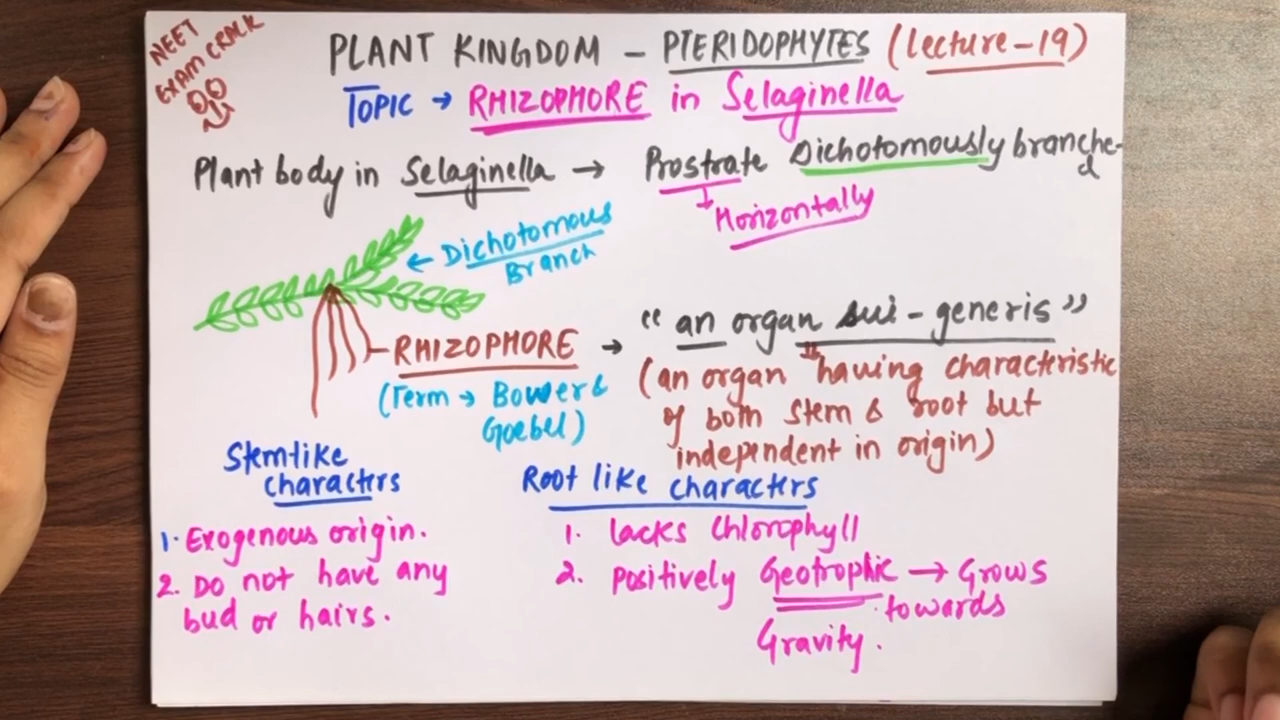 NEET
EXAM CRACK
PLANT KINGDOM - PTERIDOPHYTES (lecture-19)
TOPIC → RHIZOPHORE in Selaginella
Plant body in Selaginella → Prostrate Dichotomously branche-
d
Horizontally
← Dichotomous
Branch
RHIZOPHORE → "an organ sui-generis"
(Term → Bower &
Goebel)
(an organ having characteristic
of both stem & root but
independent in origin)
Stemlike
characters
1. Exogenous origin.
2. Do not have any
bud or hairs.
Root like characters
1. lacks chlorophyll
2. positively Geotrophic → Grows
towards
Gravity.